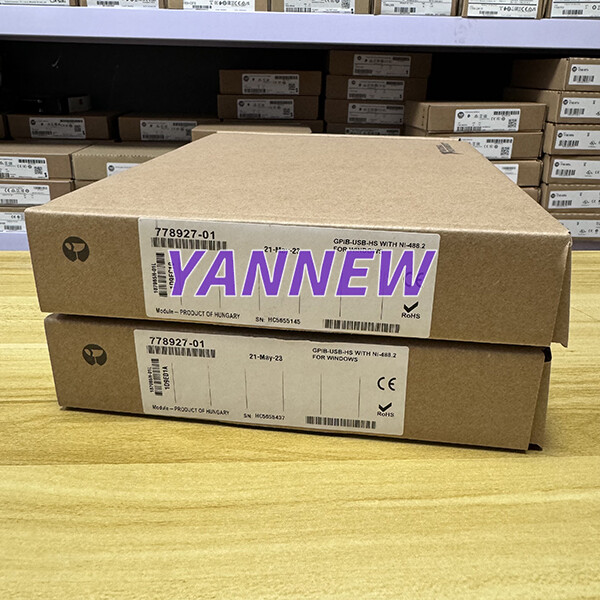 778927-01
21-May-23
GPIB-USB-HS WITH NI-488.2
FOR WINDOWS
YANNEW
CE
RoHS
Module – PRODUCT OF HUNGARY
SN: HC5655145
778927-01
21-May-23
GPIB-USB-HS WITH NI-488.2
FOR WINDOWS
109E01A
CE
RoHS
Module – PRODUCT OF HUNGARY
SN: HC5655437